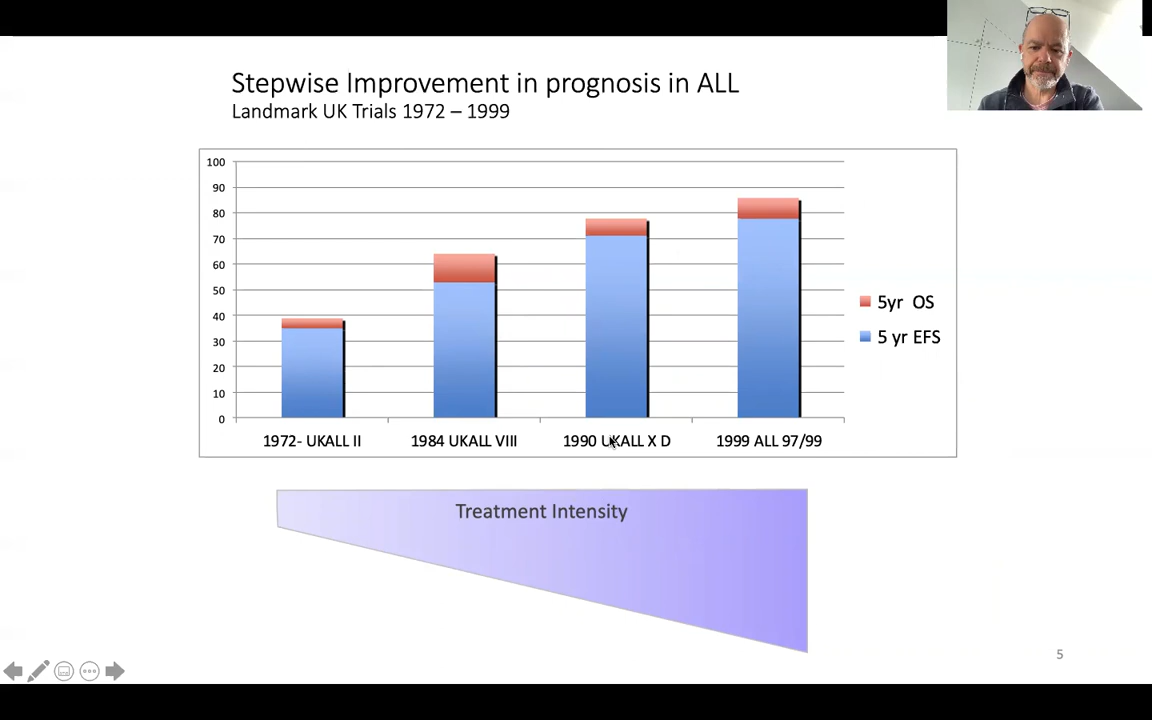 Stepwise Improvement in prognosis in ALL
Landmark UK Trials 1972 – 1999
100
90
80
70
60
50
40
30
20
10
0
1972- UKALL II
1984 UKALL VIII
1990 UKALL X D
1999 ALL 97/99
5yr OS
5 yr EFS
Treatment Intensity
5